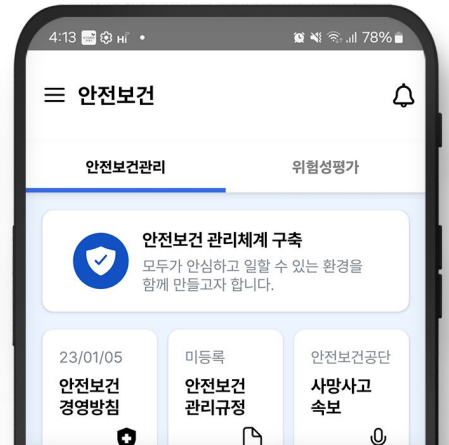 4:13 HI
78%
안전보건
안전보건관리 위험성평가
안전보건 관리체계 구축
모두가 안심하고 일할 수 있는 환경을
함께 만들고자 합니다.
23/01/05
안전보건
경영방침
미등록
안전보건
관리규정
안전보건공단
사망사고
속보